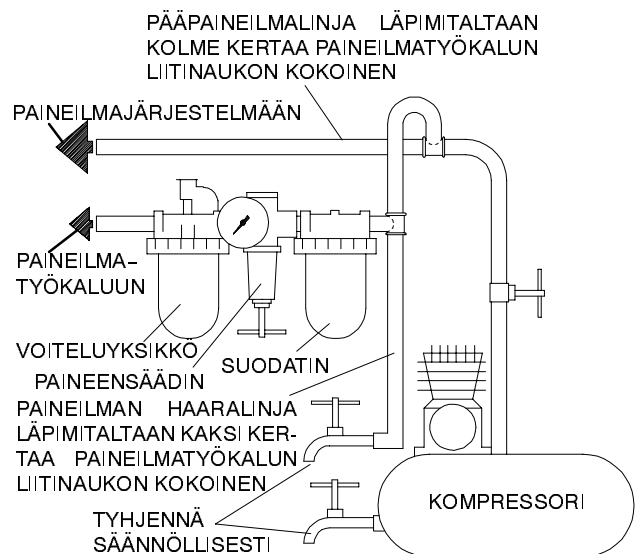 PÄÄPAINEILMALINJA LÄPIMITALTAAN
KOLME KERTAA PAINEILMATYÖKALUN
LIITINAUKON KOKOINEN
PAINEILMAJÄRJESTELMÄÄN
PAINEILMA–
TYÖKALUUN
VOITELUYKSIKKÖ
SUODATIN
PAINEENSÄÄDIN
PAINEILMAN HAARALINJA
LÄPIMITALTAAN KAKSI KER-
TAA PAINEILMATYÖKALUN
LIITINAUKON KOKOINEN
KOMPRESSORI
TYHJENNÄ
SÄÄNNÖLLISESTI